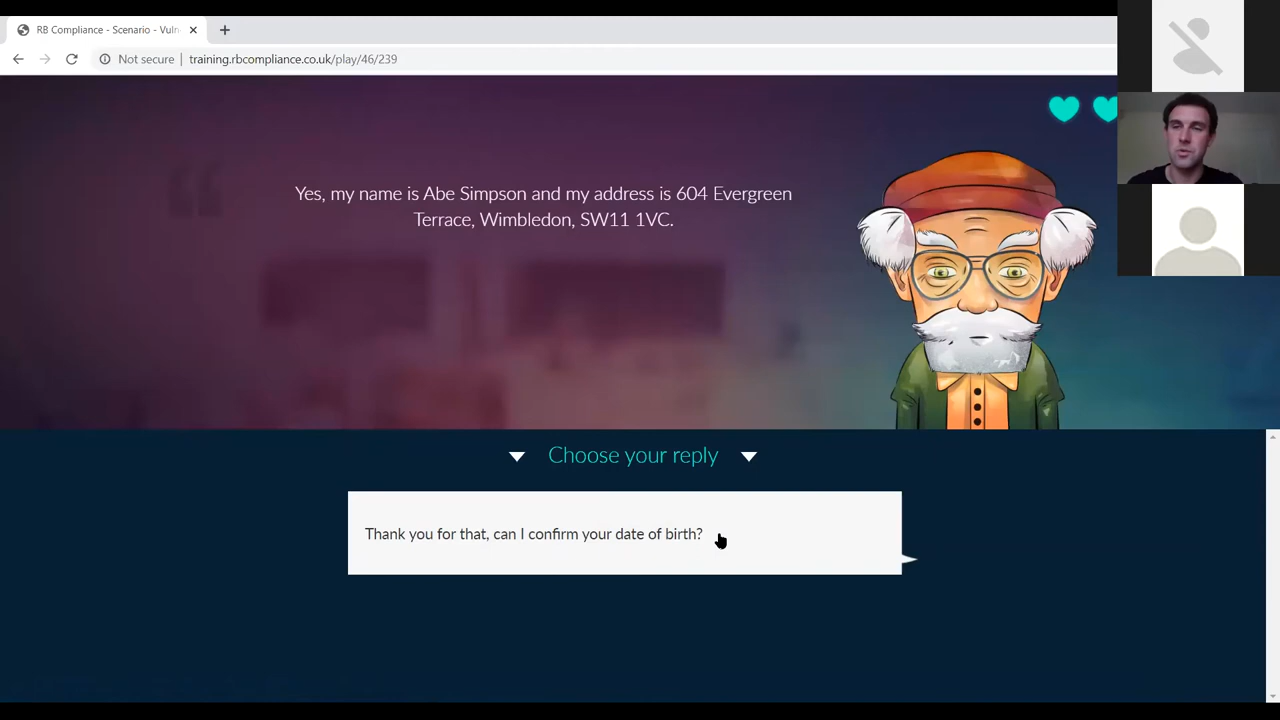 RB Compliance - Scenario - Vuln
Not secure | training.rbcompliance.co.uk/play/46/239
Yes, my name is Abe Simpson and my address is 604 Evergreen
Terrace, Wimbledon, SW11 1VC.
Choose your reply
Thank you for that, can I confirm your date of birth?